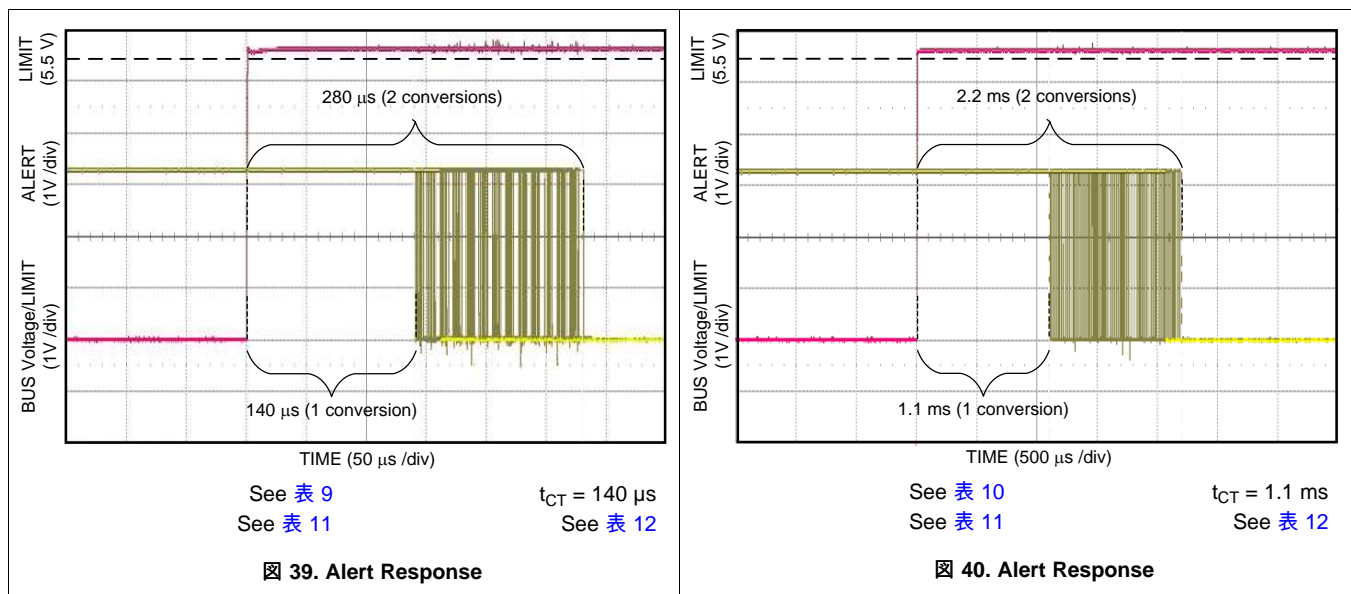 LIMIT
(5.5 V)
ALERT
(1V /div)
BUS Voltage/LIMIT
(1V /div)
280 µs (2 conversions)
140 µs (1 conversion)
TIME (50 µs /div)
See 表 9
t_CT = 140 µs
See 表 11
See 表 12
図 39. Alert Response
LIMIT
(5.5 V)
ALERT
(1V /div)
BUS Voltage/LIMIT
(1V /div)
2.2 ms (2 conversions)
1.1 ms (1 conversion)
TIME (500 µs /div)
See 表 10
t_CT = 1.1 ms
See 表 11
See 表 12
図 40. Alert Response